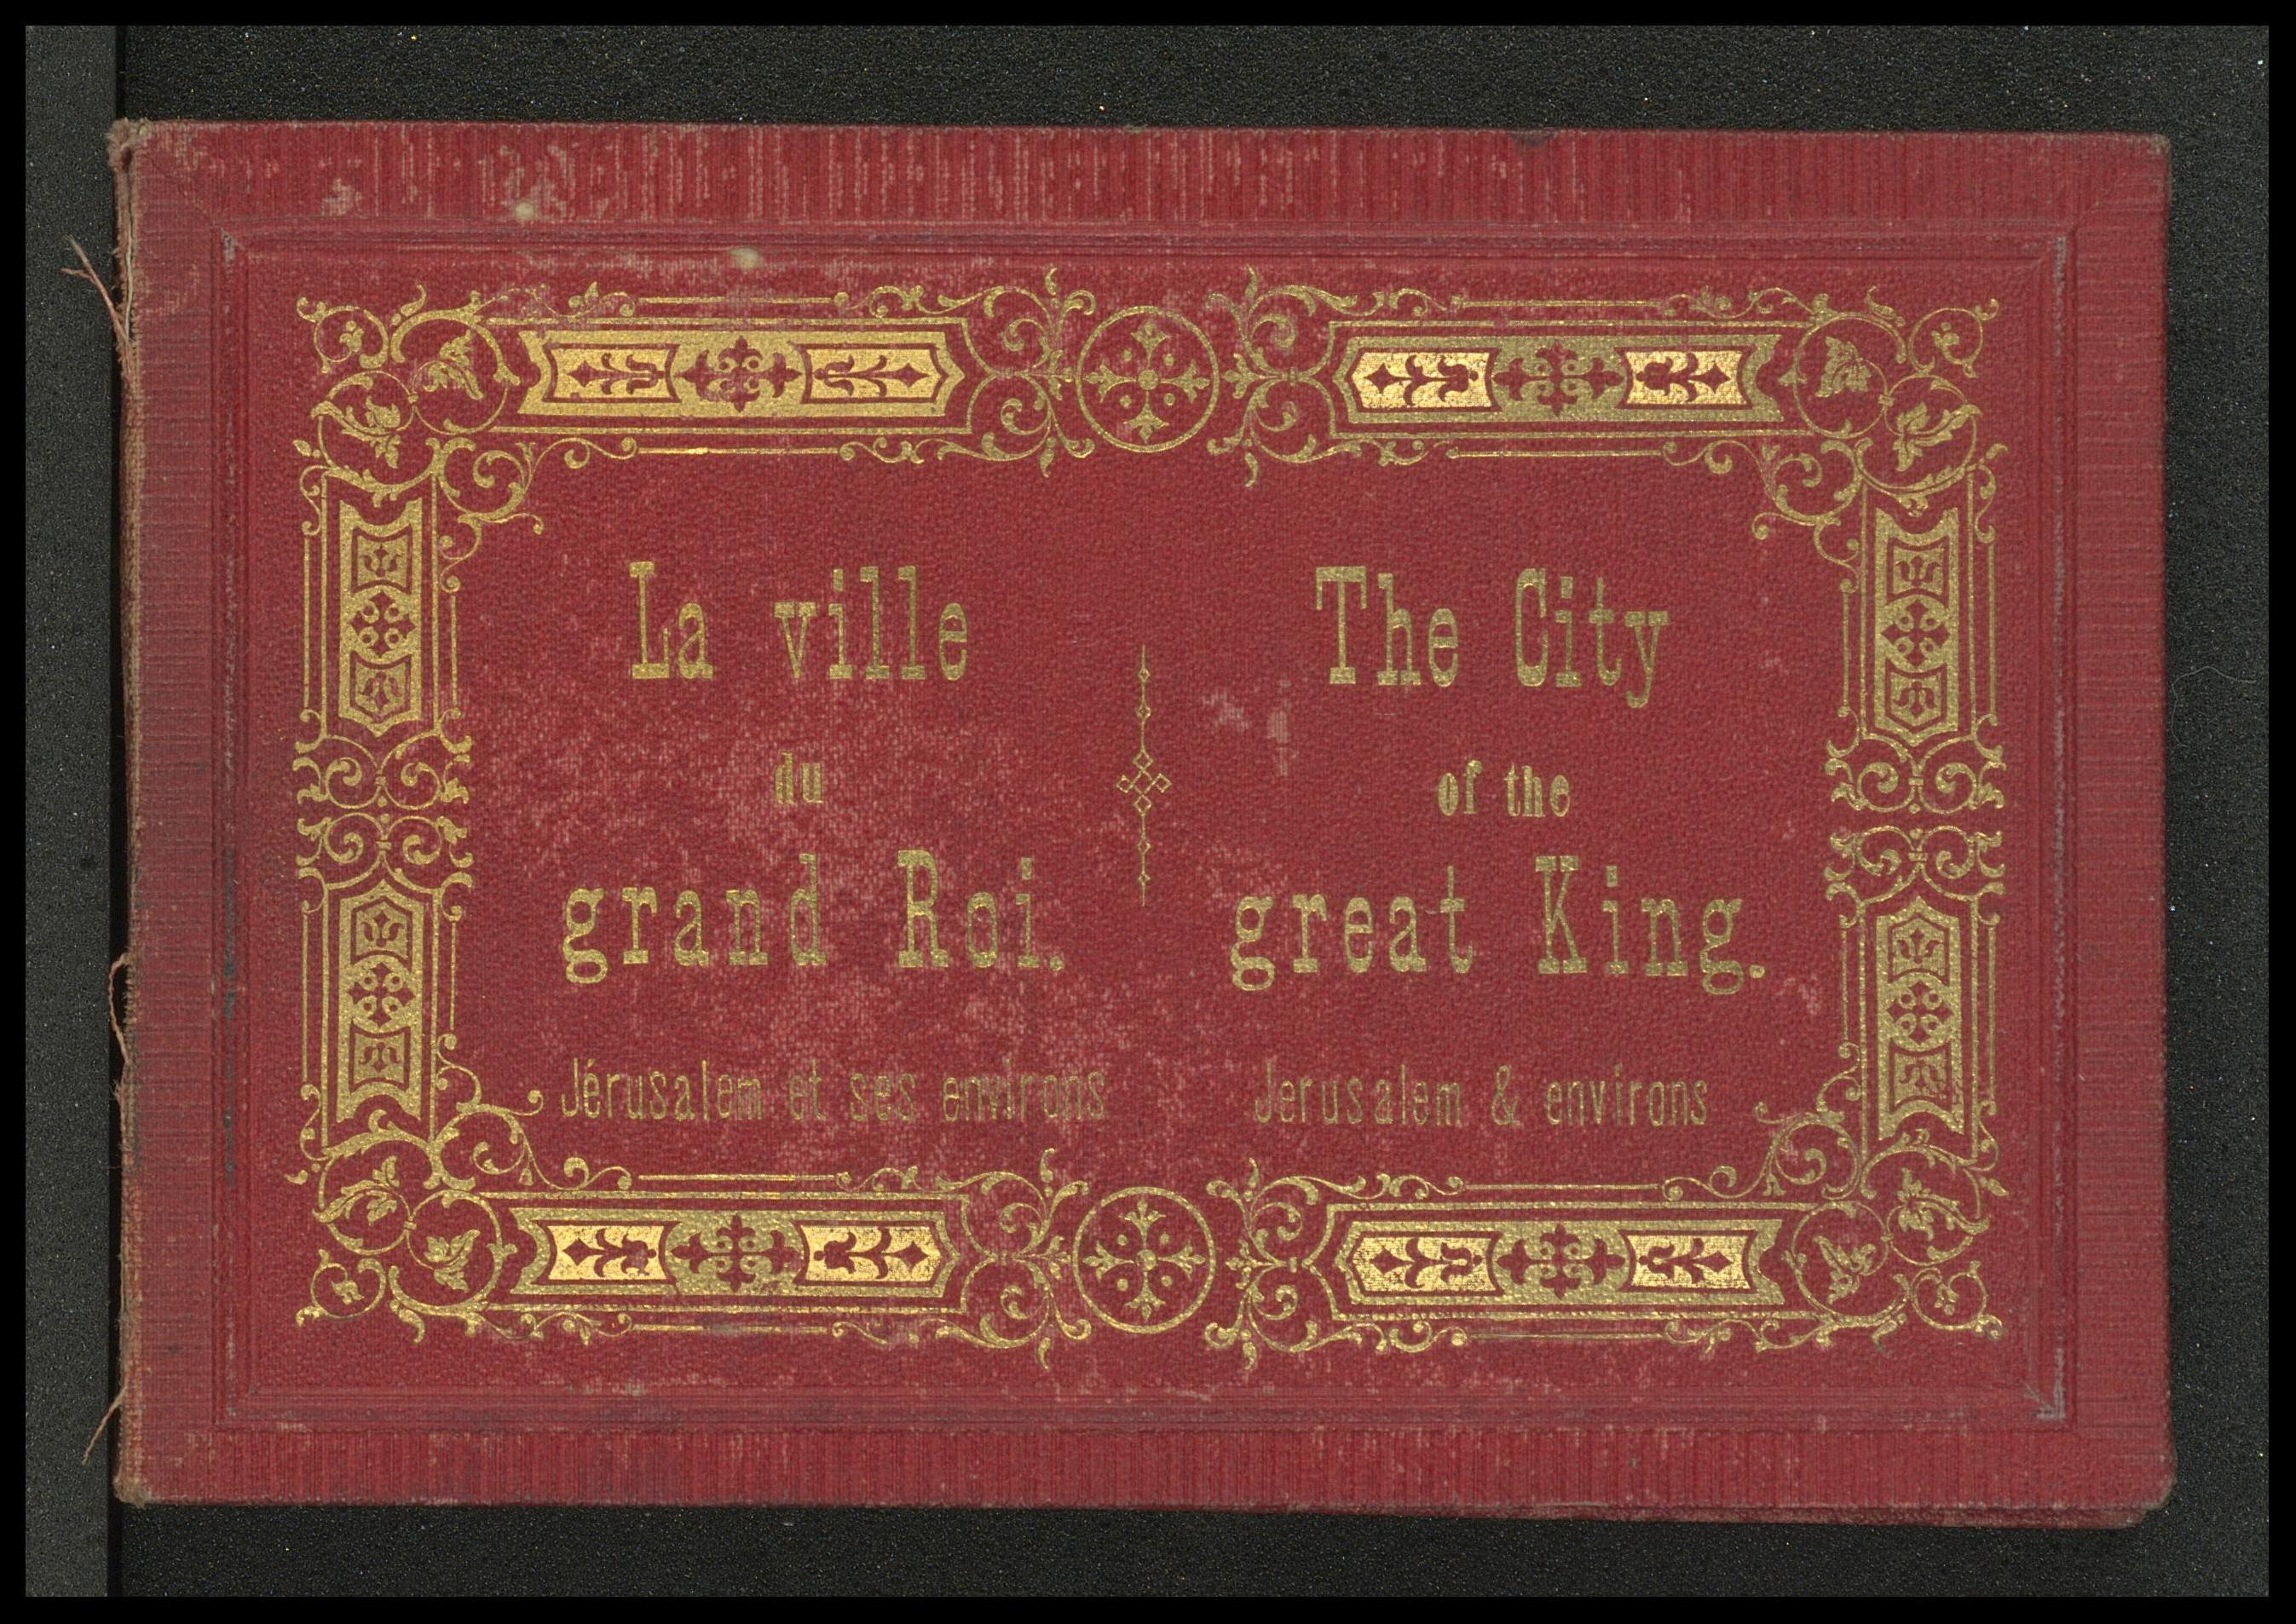 La ville
du
grand Roi.
Jérusalem et ses environs
The City
of the
great King.
Jerusalem & environs